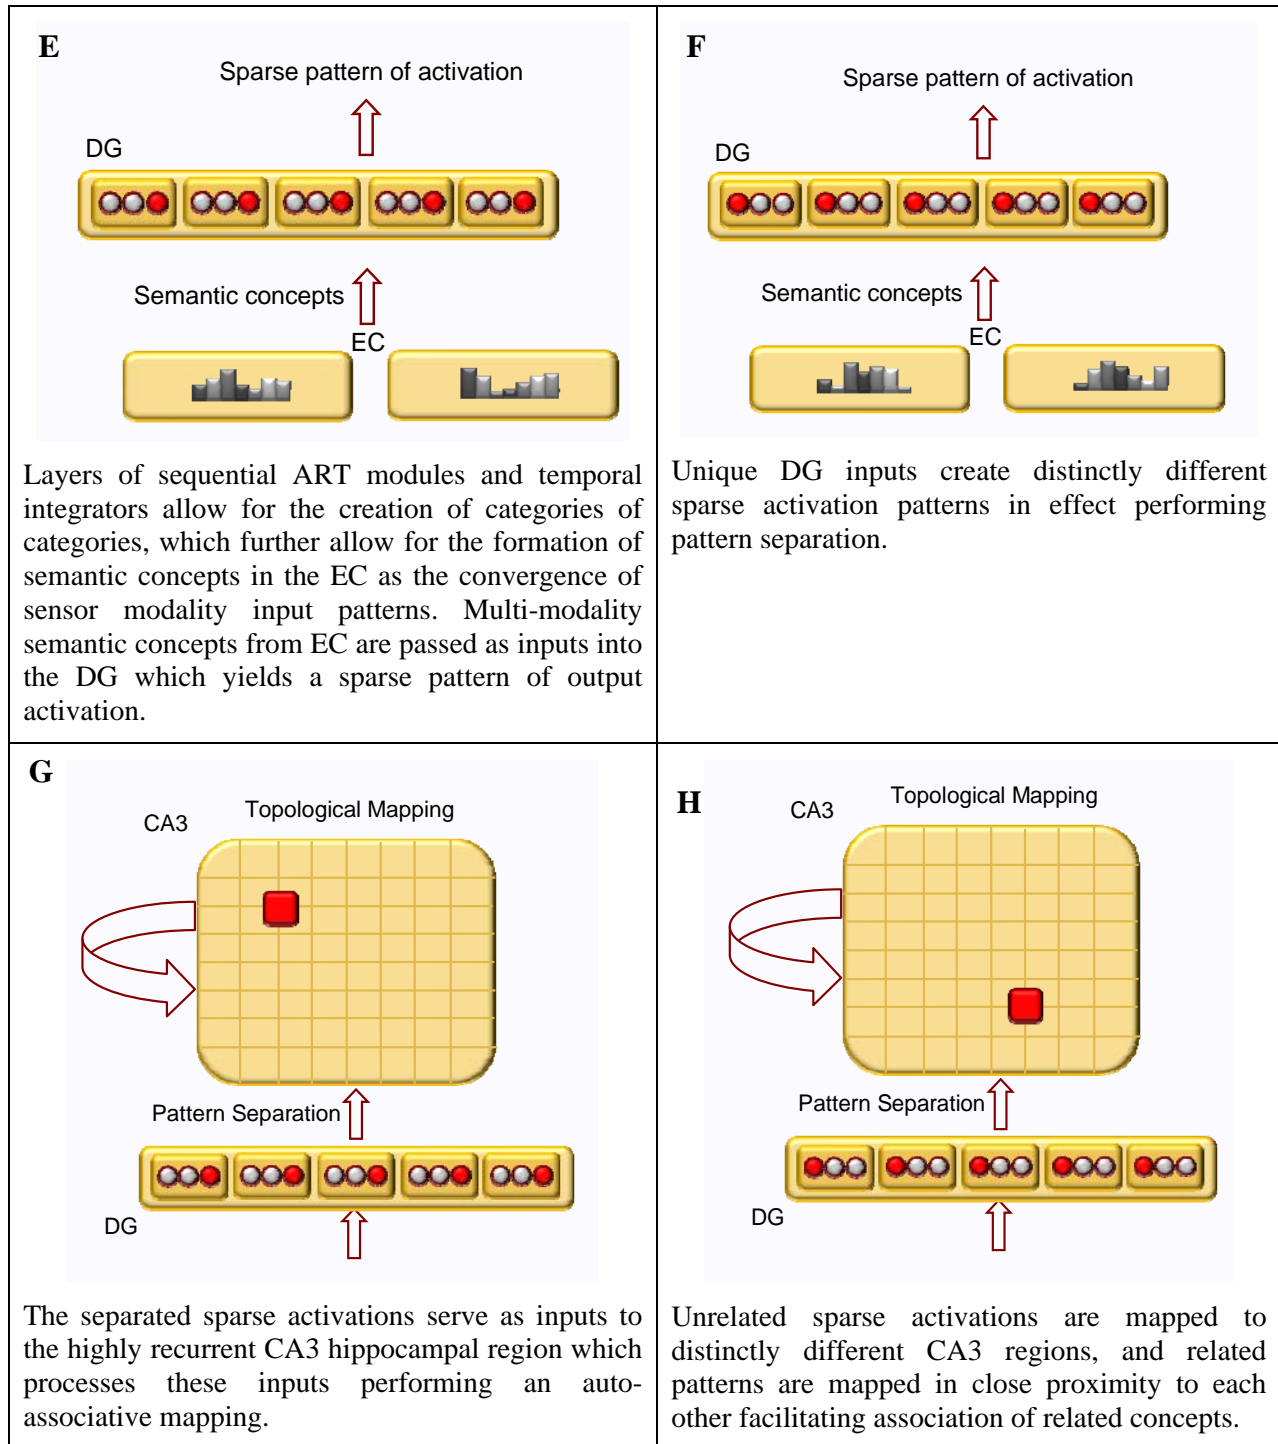 E
Sparse pattern of activation
DG
Semantic concepts
EC
Layers of sequential ART modules and temporal
integrators allow for the creation of categories of
categories, which further allow for the formation of
semantic concepts in the EC as the convergence of
sensor modality input patterns. Multi-modality
semantic concepts from EC are passed as inputs into
the DG which yields a sparse pattern of output
activation.
F
Sparse pattern of activation
DG
Semantic concepts
EC
Unique DG inputs create distinctly different
sparse activation patterns in effect performing
pattern separation.
G
Topological Mapping
CA3
Pattern Separation
DG
The separated sparse activations serve as inputs to
the highly recurrent CA3 hippocampal region which
processes these inputs performing an auto-
associative mapping.
H
Topological Mapping
CA3
Pattern Separation
DG
Unrelated sparse activations are mapped to
distinctly different CA3 regions, and related
patterns are mapped in close proximity to each
other facilitating association of related concepts.